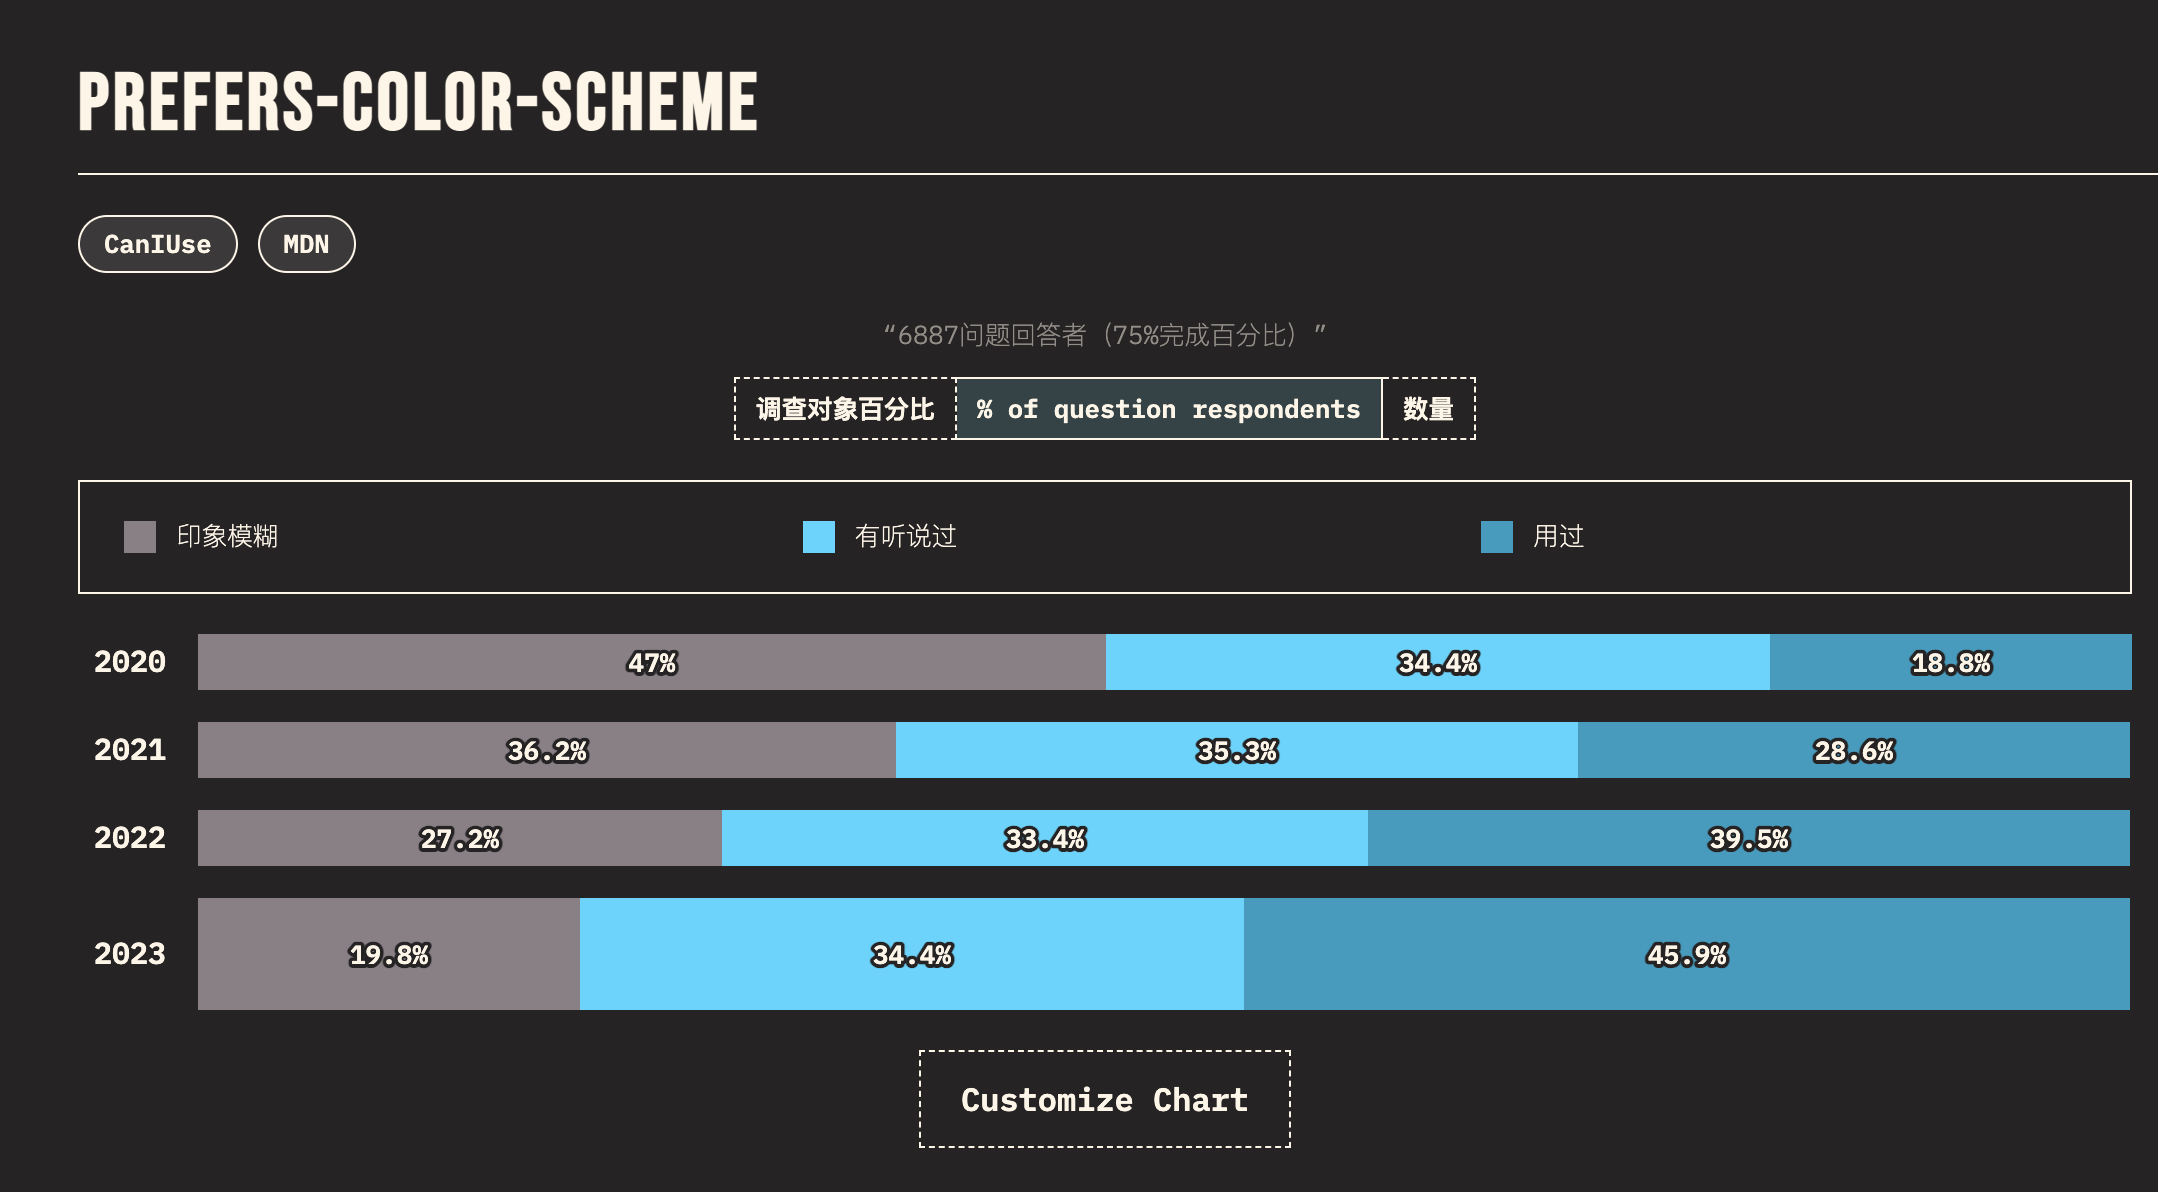 PREFERS-COLOR-SCHEME
CanIUse MDN
“6887问题回答者（75%完成百分比）”
调查对象百分比 % of question respondents 数量
印象模糊 有听说过 用过
2020 47% 34.4% 18.8%
2021 36.2% 35.3% 28.6%
2022 27.2% 33.4% 39.5%
2023 19.8% 34.4% 45.9%
Customize Chart